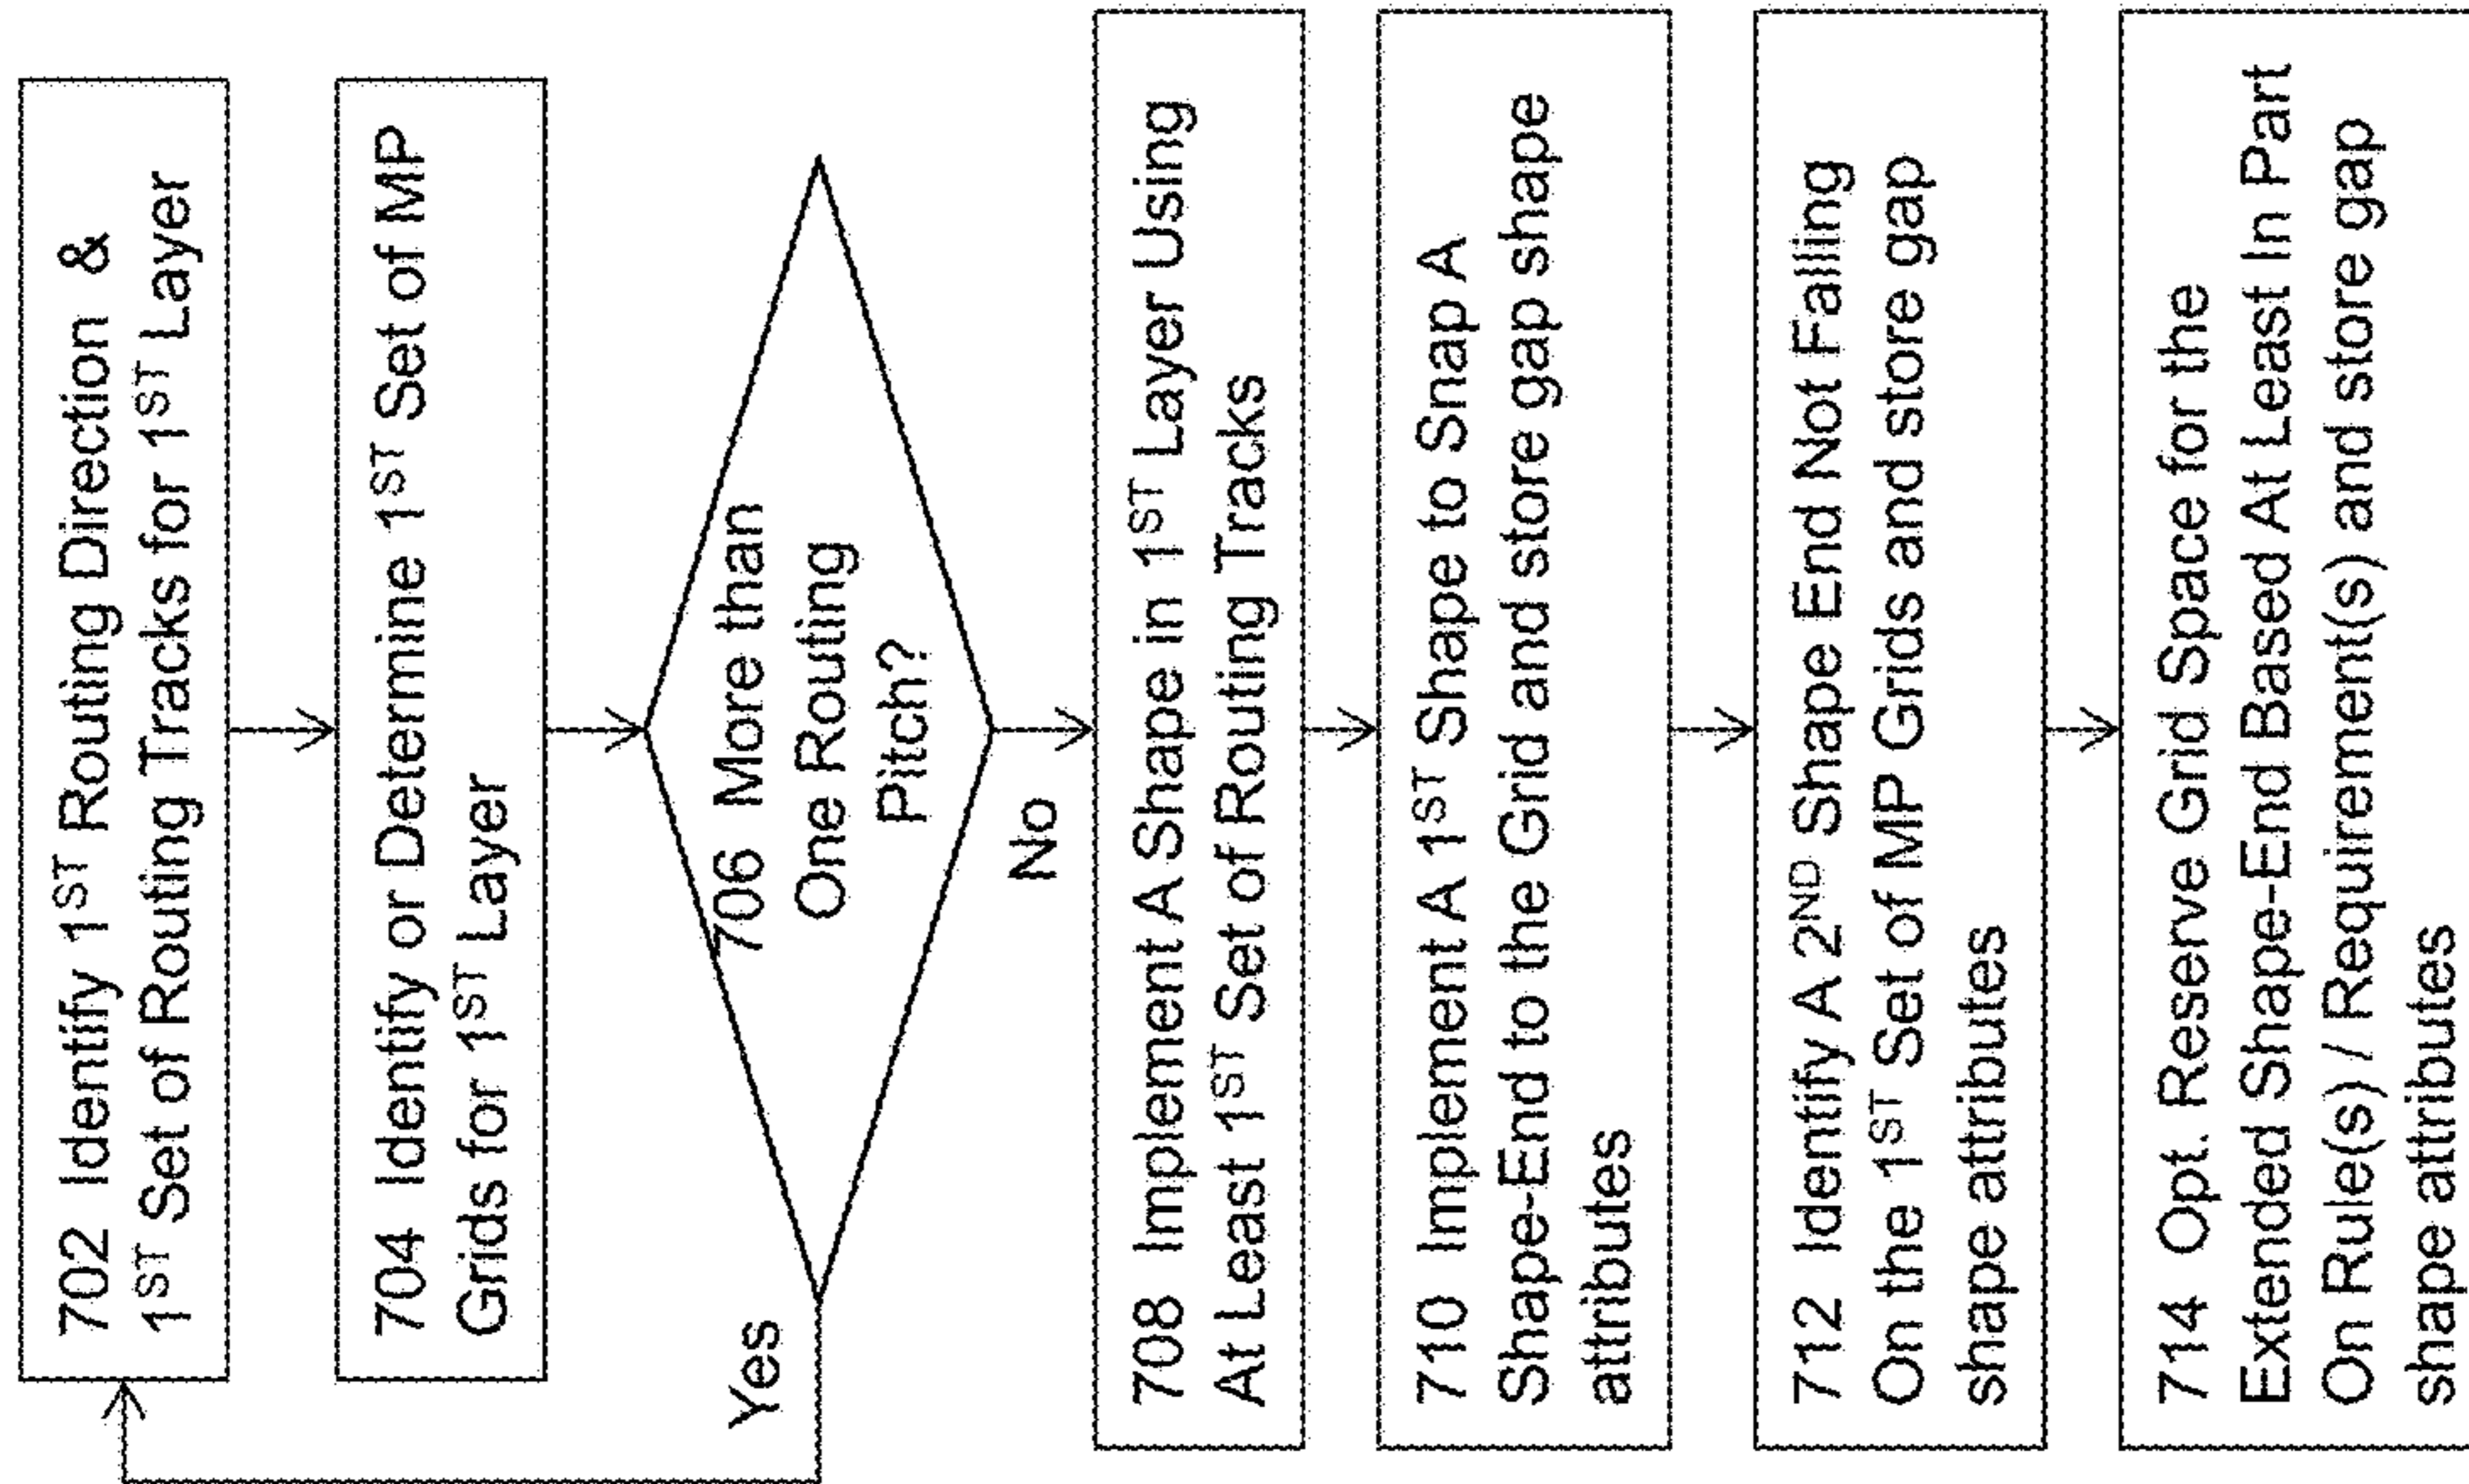 702 Identify 1ST Routing Direction &
1ST Set of Routing Tracks for 1ST Layer
704 Identify or Determine 1ST Set of MP
Grids for 1ST Layer
706 More than
One Routing
Pitch?
Yes
No
708 Implement A Shape in 1ST Layer Using
At Least 1ST Set of Routing Tracks
710 Implement A 1ST Shape to Snap A
Shape-End to the Grid and store gap shape
attributes
712 Identify A 2ND Shape End Not Falling
On the 1ST Set of MP Grids and store gap
shape attributes
714 Opt. Reserve Grid Space for the
Extended Shape-End Based At Least In Part
On Rule(s) / Requirement(s) and store gap
shape attributes